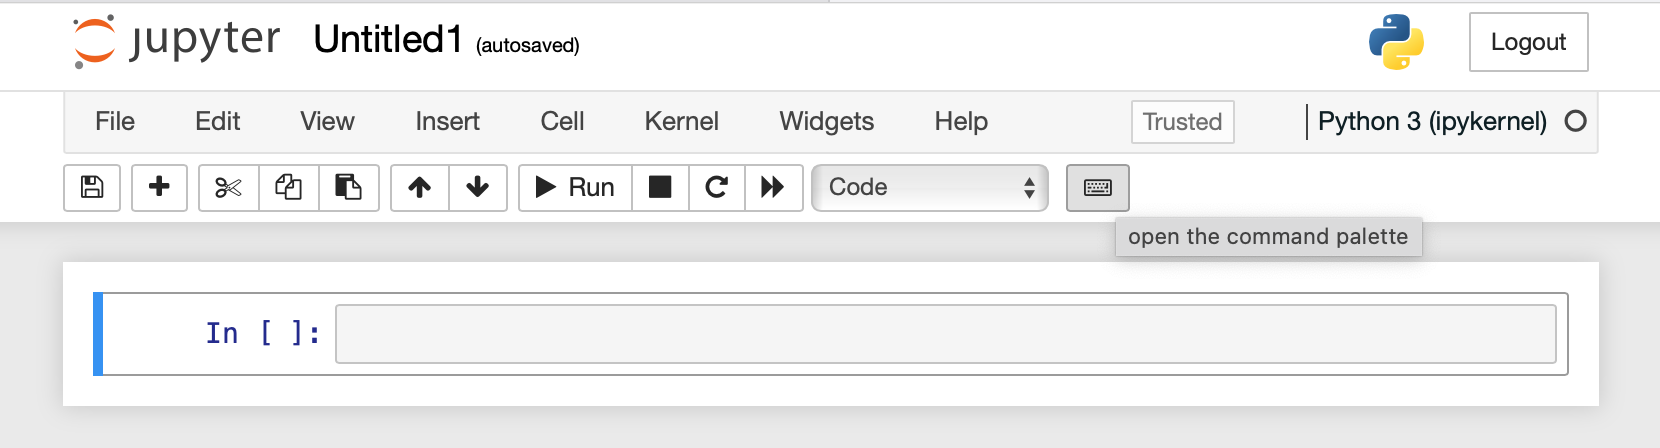 jupyter Untitled1 (autosaved) Logout
File Edit View Insert Cell Kernel Widgets Help Trusted Python 3 (ipykernel)
Run Code
open the command palette
In [ ]: